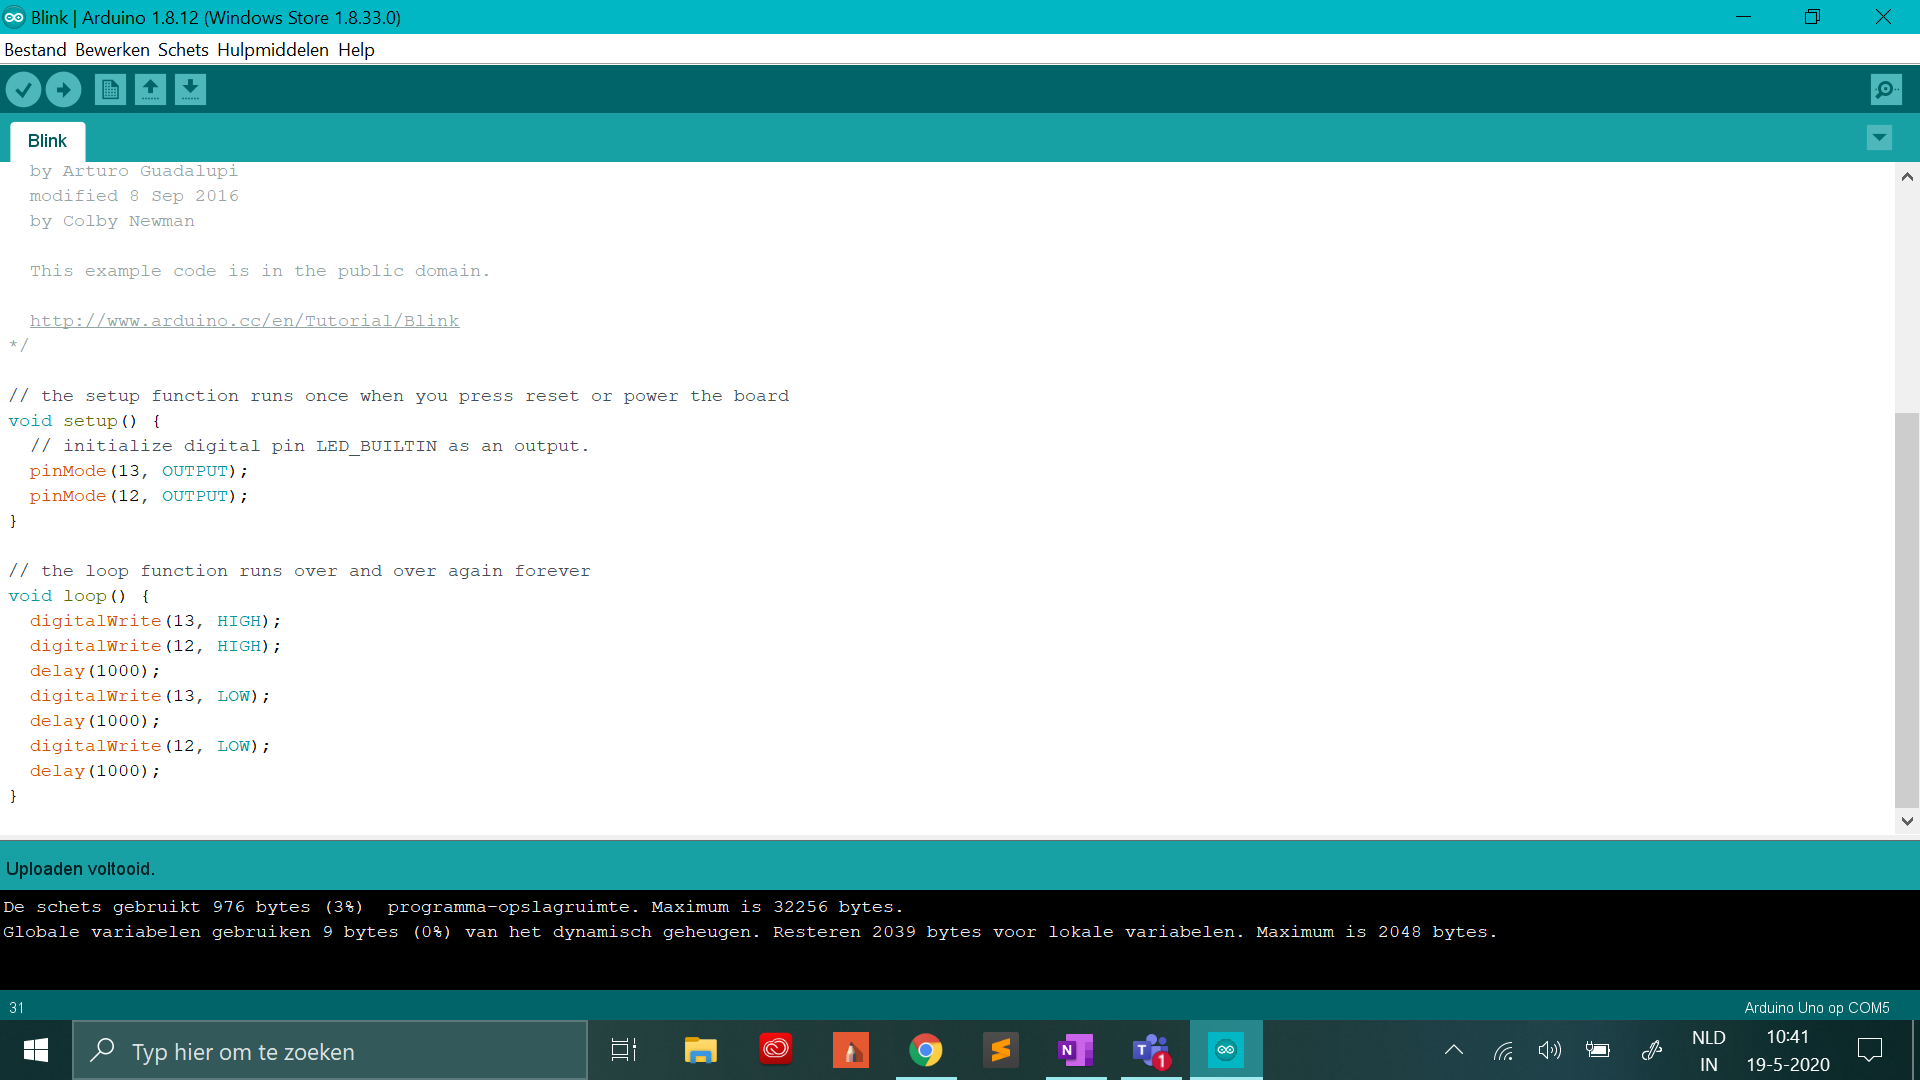 Blink | Arduino 1.8.12 (Windows Store 1.8.33.0)
Bestand Bewerken Schets Hulpmiddelen Help
Blink
by Arturo Guadalupi
modified 8 Sep 2016
by Colby Newman
This example code is in the public domain.
http://www.arduino.cc/en/Tutorial/Blink
*/
// the setup function runs once when you press reset or power the board
void setup() {
// initialize digital pin LED_BUILTIN as an output.
pinMode(13, OUTPUT);
pinMode(12, OUTPUT);
}
// the loop function runs over and over again forever
void loop() {
digitalWrite(13, HIGH);
digitalWrite(12, HIGH);
delay(1000);
digitalWrite(13, LOW);
delay(1000);
digitalWrite(12, LOW);
delay(1000);
}
Uploaden voltooid.
De schets gebruikt 976 bytes (3%)  programma-opslagruimte. Maximum is 32256 bytes.
Globale variabelen gebruiken 9 bytes (0%) van het dynamisch geheugen. Resteren 2039 bytes voor lokale variabelen. Maximum is 2048 bytes.
31
Arduino Uno op COM5
Typ hier om te zoeken
N
T
1
NLD
IN
10:41
19-5-2020